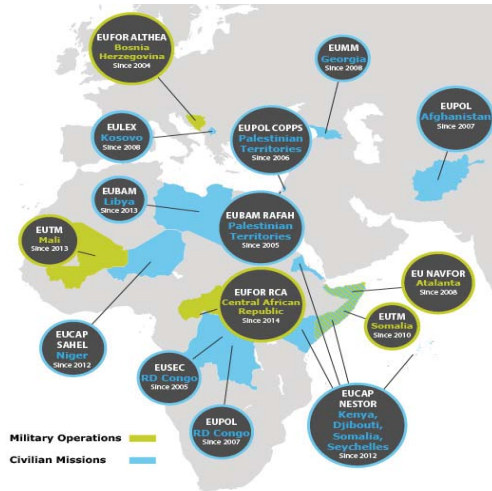 EUFOR ALTHEA
Bosnia
Herzegovina
Since 2004
EUMM
Georgia
Since 2008
EUPOL
Afghanistan
Since 2007
EULEX
Kosovo
Since 2008
EUPOL COPPS
Palestinian
Territories
Since 2006
EUBAM
Libya
Since 2013
EUBAM RAFAH
Palestinian
Territories
Since 2005
EUTM
Mali
Since 2013
EU NAVFOR
Atalanta
Since 2008
EUFOR RCA
Central African
Republic
Since 2014
EUTM
Somalia
Since 2010
EUCAP
SAHEL
Niger
Since 2012
EUSEC
RD Congo
Since 2005
EUPOL
RD Congo
Since 2007
EUCAP
NESTOR
Kenya,
Djibouti,
Somalia,
Seychelles
Since 2012
Military Operations
Civilian Missions